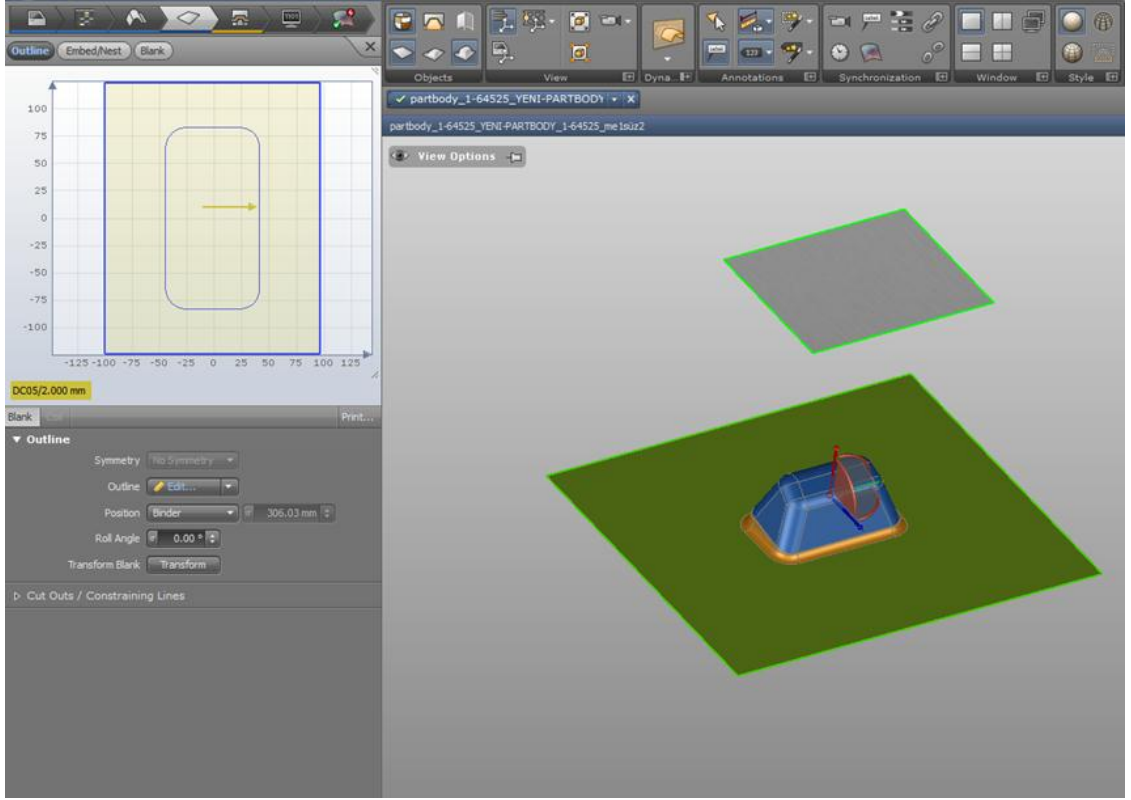 Outline Embed/Nest Blank
100
75
50
25
0
-25
-50
-75
-100
-125 -100 -75 -50 -25 0 25 50 75 100 125
DC05/2.000 mm
Blank Print...
Outline
Symmetry No Symmetry
Outline Edit...
Position Binder 306.03 mm
Roll Angle 0.00 °
Transform Blank Transform
Cut Outs / Constraining Lines
Objects View Dyna... Annotations Synchronization Window Style
partbody_1-64525_YENI-PARTBODY
partbody_1-64525_YENI-PARTBODY_1-64525_me1süz2
View Options